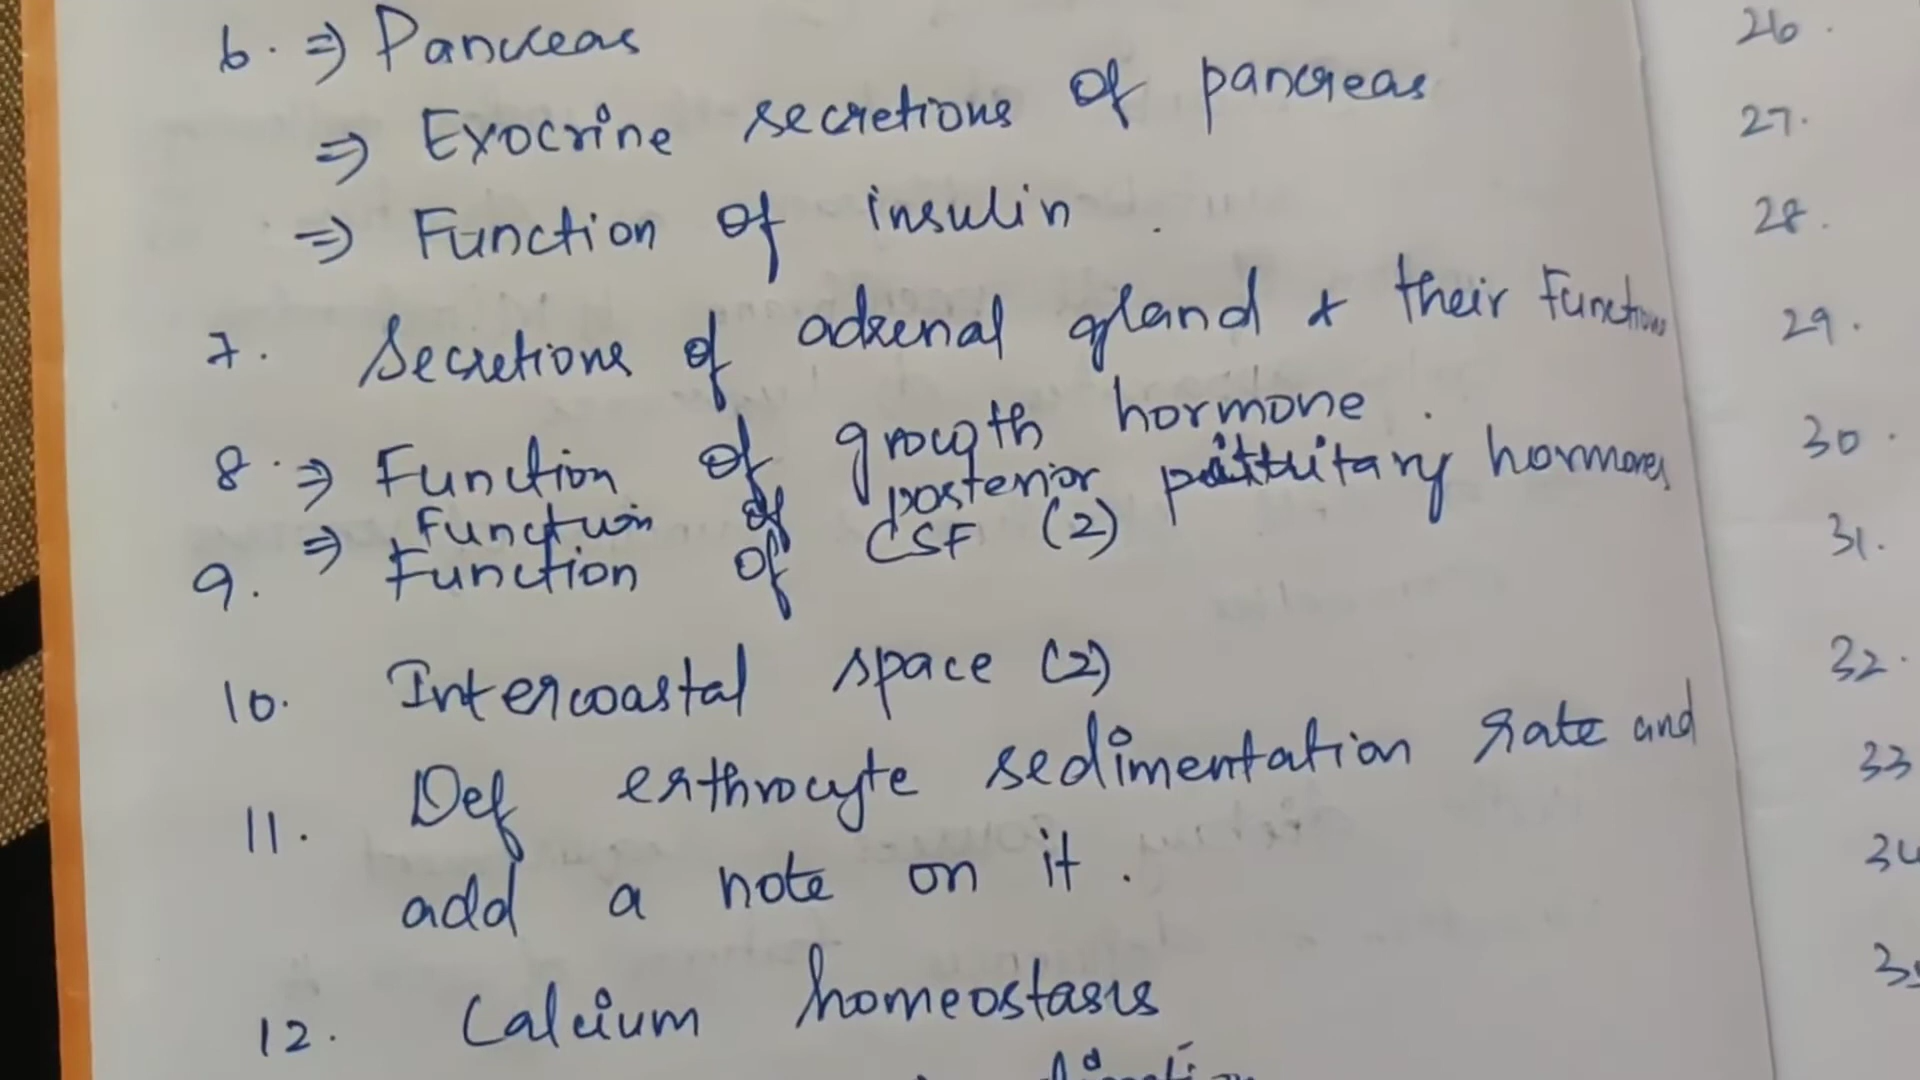 6. ⇒ Pancreas
⇒ Exocrine secretions of pancreas
⇒ Function of insulin.
7. Secretions of adrenal gland & their Functions
8. ⇒ Function of growth hormone.
⇒ Function of posterior pattuitary hormones
9. Function of CSF (2)
10. Intercoastal space (2)
11. Def erthrocyte sedimentation rate and
add a note on it.
12. Calcium homeostasis
26.
27.
28.
29.
30.
31.
32.
33